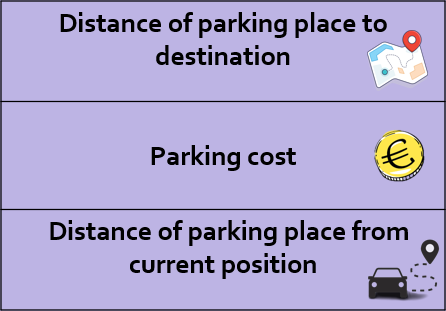 Distance of parking place to
destination
Parking cost
€
Distance of parking place from
current position